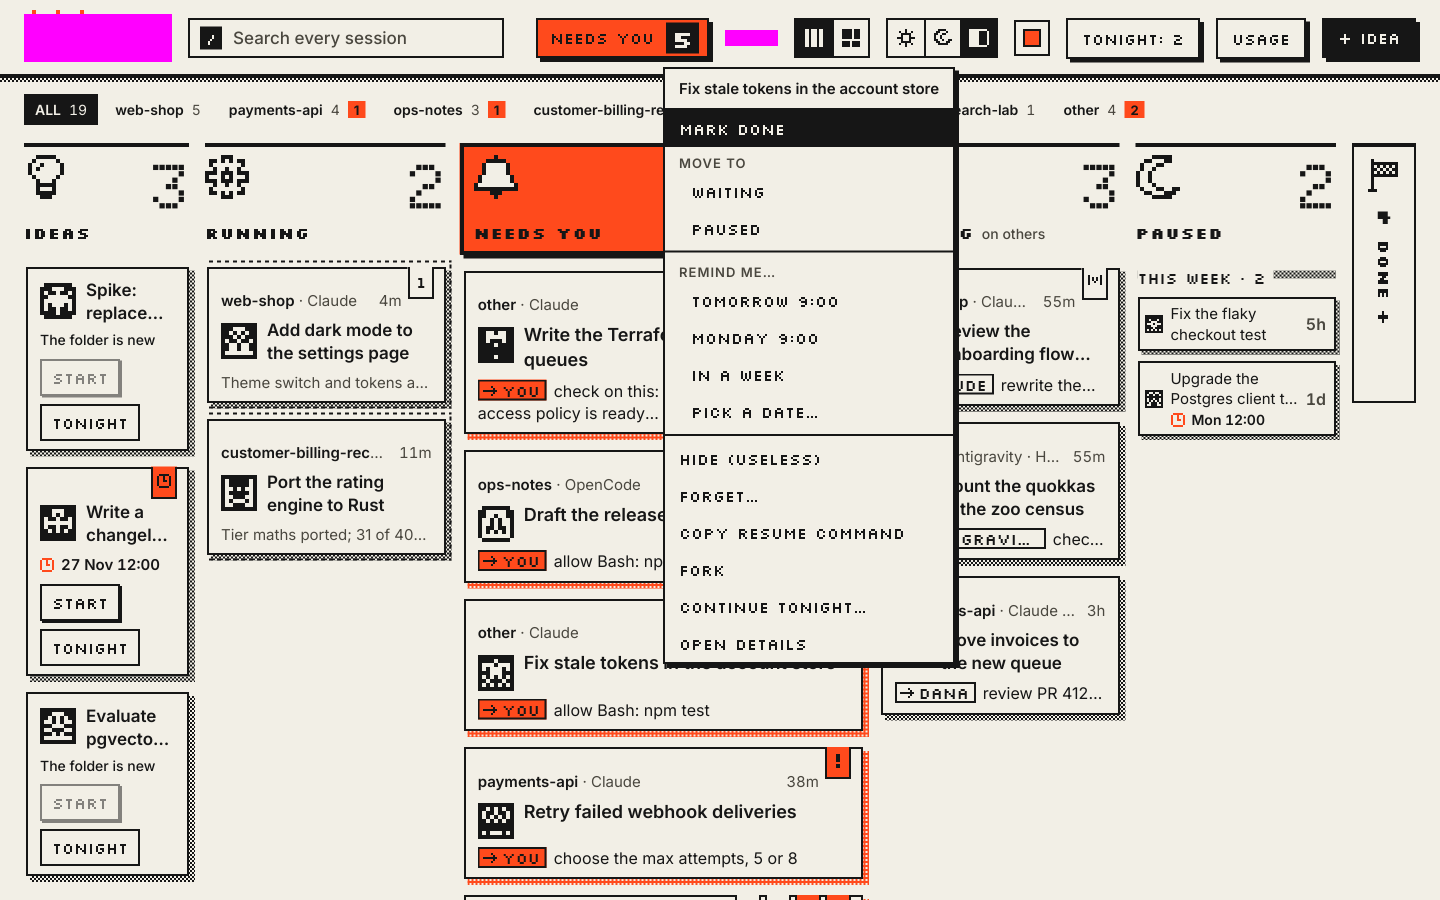 / Search every session
NEEDS YOU 5
TONIGHT: 2
USAGE
+ IDEA
ALL 19
web-shop 5
payments-api 4 1
ops-notes 3 1
customer-billing-re
earch-lab 1
other 4 2
3
IDEAS
Spike:
replace…
The folder is new
START
TONIGHT
Write a
changel…
27 Nov 12:00
START
TONIGHT
Evaluate
pgvecto…
The folder is new
START
TONIGHT
2
RUNNING
1
web-shop · Claude 4m
Add dark mode to
the settings page
Theme switch and tokens a…
customer-billing-rec… 11m
Port the rating
engine to Rust
Tier maths ported; 31 of 40…
NEEDS YOU
other · Claude
Write the Terrafo
queues
→ YOU check on this:
access policy is ready…
ops-notes · OpenCode
Draft the release
→ YOU allow Bash: np
other · Claude
Fix stale tokens in the account store
→ YOU allow Bash: npm test
!
payments-api · Claude 38m
Retry failed webhook deliveries
→ YOU choose the max attempts, 5 or 8
Fix stale tokens in the account store
MARK DONE
MOVE TO
WAITING
PAUSED
REMIND ME…
TOMORROW 9:00
MONDAY 9:00
IN A WEEK
PICK A DATE…
HIDE (USELESS)
FORGET…
COPY RESUME COMMAND
FORK
CONTINUE TONIGHT…
OPEN DETAILS
3
G on others
p · Clau… 55m
eview the
nboarding flow…
UDE rewrite the…
ntigravity · H… 55m
ount the quokkas
the zoo census
GRAVI… chec…
s-api · Claude … 3h
ove invoices to
e new queue
→ DANA review PR 412…
2
PAUSED
THIS WEEK · 2
Fix the flaky
checkout test 5h
Upgrade the
Postgres client t… 1d
Mon 12:00
4 DONE +